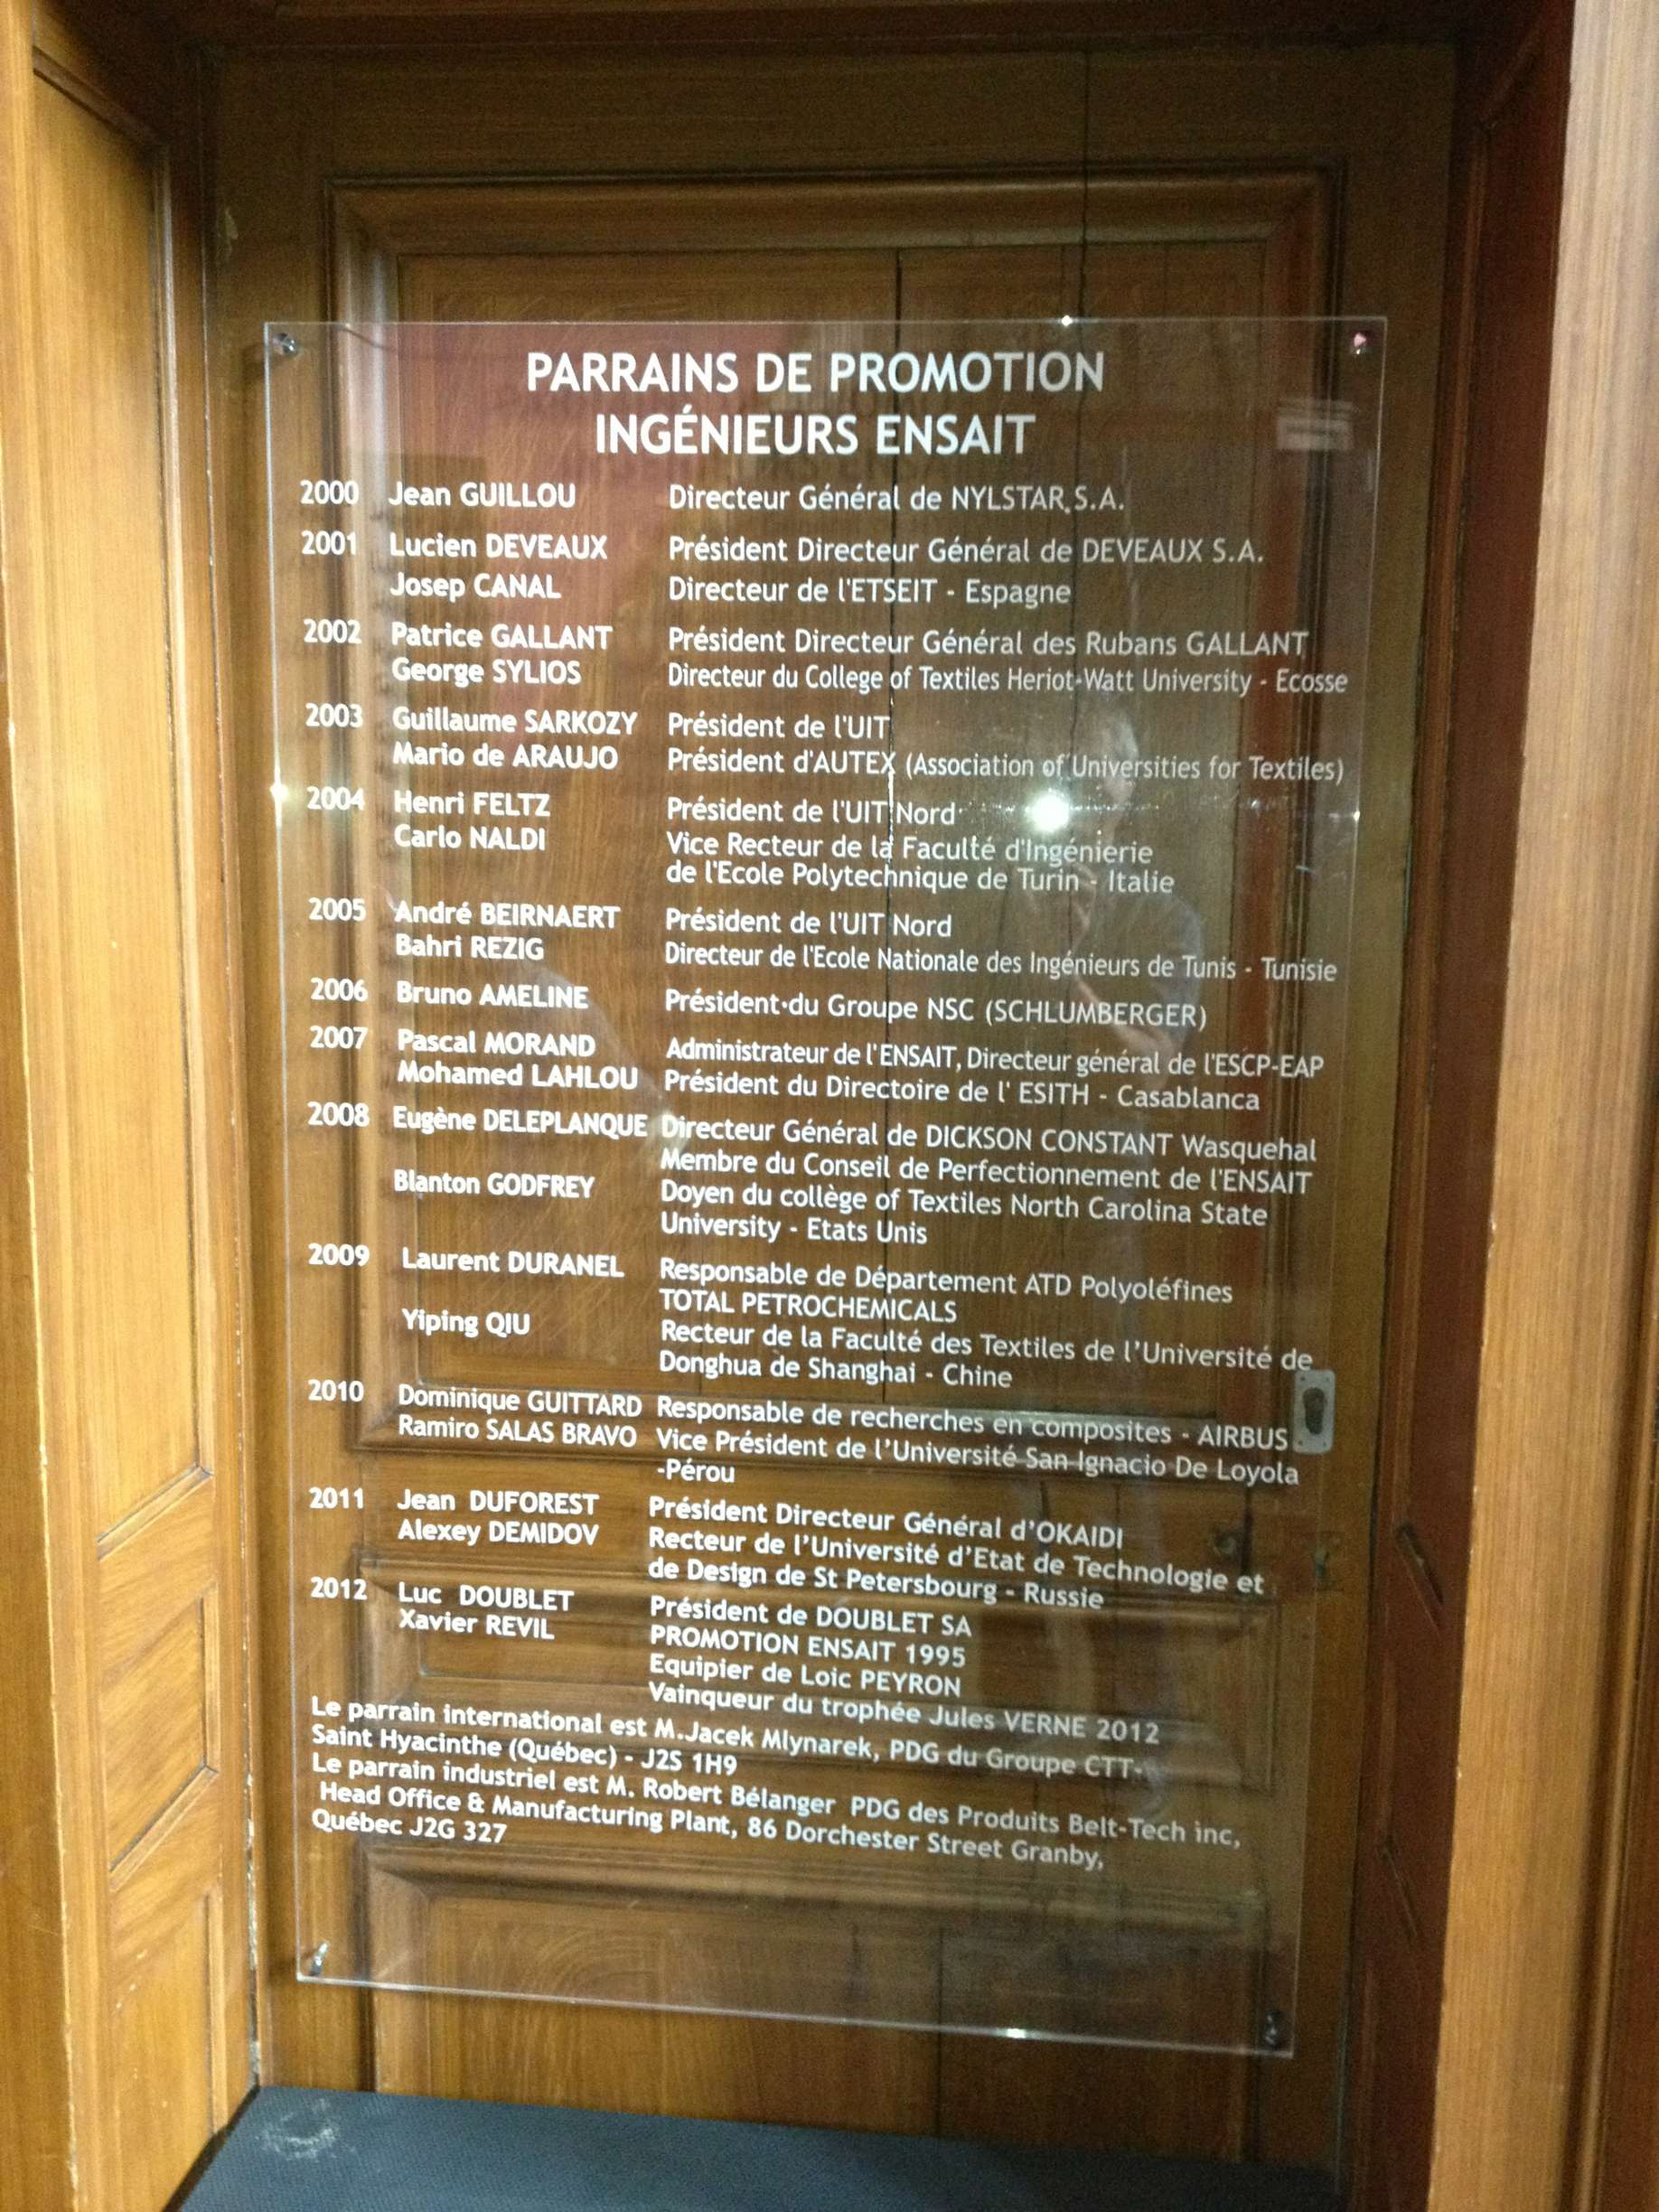 PARRAINS DE PROMOTION
INGÉNIEURS ENSAIT
2000 Jean GUILLOU Directeur Général de NYLSTAR S.A.
2001 Lucien DEVEAUX Président Directeur Général de DEVEAUX S.A.
Josep CANAL Directeur de l'ETSEIT - Espagne
2002 Patrice GALLANT Président Directeur Général des Rubans GALLANT
George SYLIOS Directeur du College of Textiles Heriot-Watt University - Ecosse
2003 Guillaume SARKOZY Président de l'UIT
Mario de ARAUJO Président d'AUTEX (Association of Universities for Textiles)
2004 Henri FELTZ Président de l'UIT Nord
Carlo NALDI Vice Recteur de la Faculté d'Ingénierie
de l'Ecole Polytechnique de Turin - Italie
2005 André BEIRNAERT Président de l'UIT Nord
Bahri REZIG Directeur de l'Ecole Nationale des Ingénieurs de Tunis - Tunisie
2006 Bruno AMELINE Président du Groupe NSC (SCHLUMBERGER)
2007 Pascal MORAND Administrateur de l'ENSAIT, Directeur général de l'ESCP-EAP
Mohamed LAHLOU Président du Directoire de l' ESITH - Casablanca
2008 Eugène DELEPLANQUE Directeur Général de DICKSON CONSTANT Wasquehal
Membre du Conseil de Perfectionnement de l'ENSAIT
Blanton GODFREY Doyen du collège of Textiles North Carolina State
University - Etats Unis
2009 Laurent DURANEL Responsable de Département ATD Polyoléfines
TOTAL PETROCHEMICALS
Yiping QIU Recteur de la Faculté des Textiles de l’Université de
Donghua de Shanghai - Chine
2010 Dominique GUITTARD Responsable de recherches en composites - AIRBUS
Ramiro SALAS BRAVO Vice Président de l’Université San Ignacio De Loyola
-Pérou
2011 Jean DUFOREST Président Directeur Général d’OKAIDI
Alexey DEMIDOV Recteur de l’Université d’Etat de Technologie et
de Design de St Petersbourg - Russie
2012 Luc DOUBLET Président de DOUBLET SA
Xavier REVIL PROMOTION ENSAIT 1995
Equipier de Loic PEYRON
Vainqueur du trophée Jules VERNE 2012
Le parrain international est M.Jacek Mlynarek, PDG du Groupe CTT-
Saint Hyacinthe (Québec) - J2S 1H9
Le parrain industriel est M. Robert Bélanger PDG des Produits Belt-Tech inc,
Head Office & Manufacturing Plant, 86 Dorchester Street Granby,
Québec J2G 327